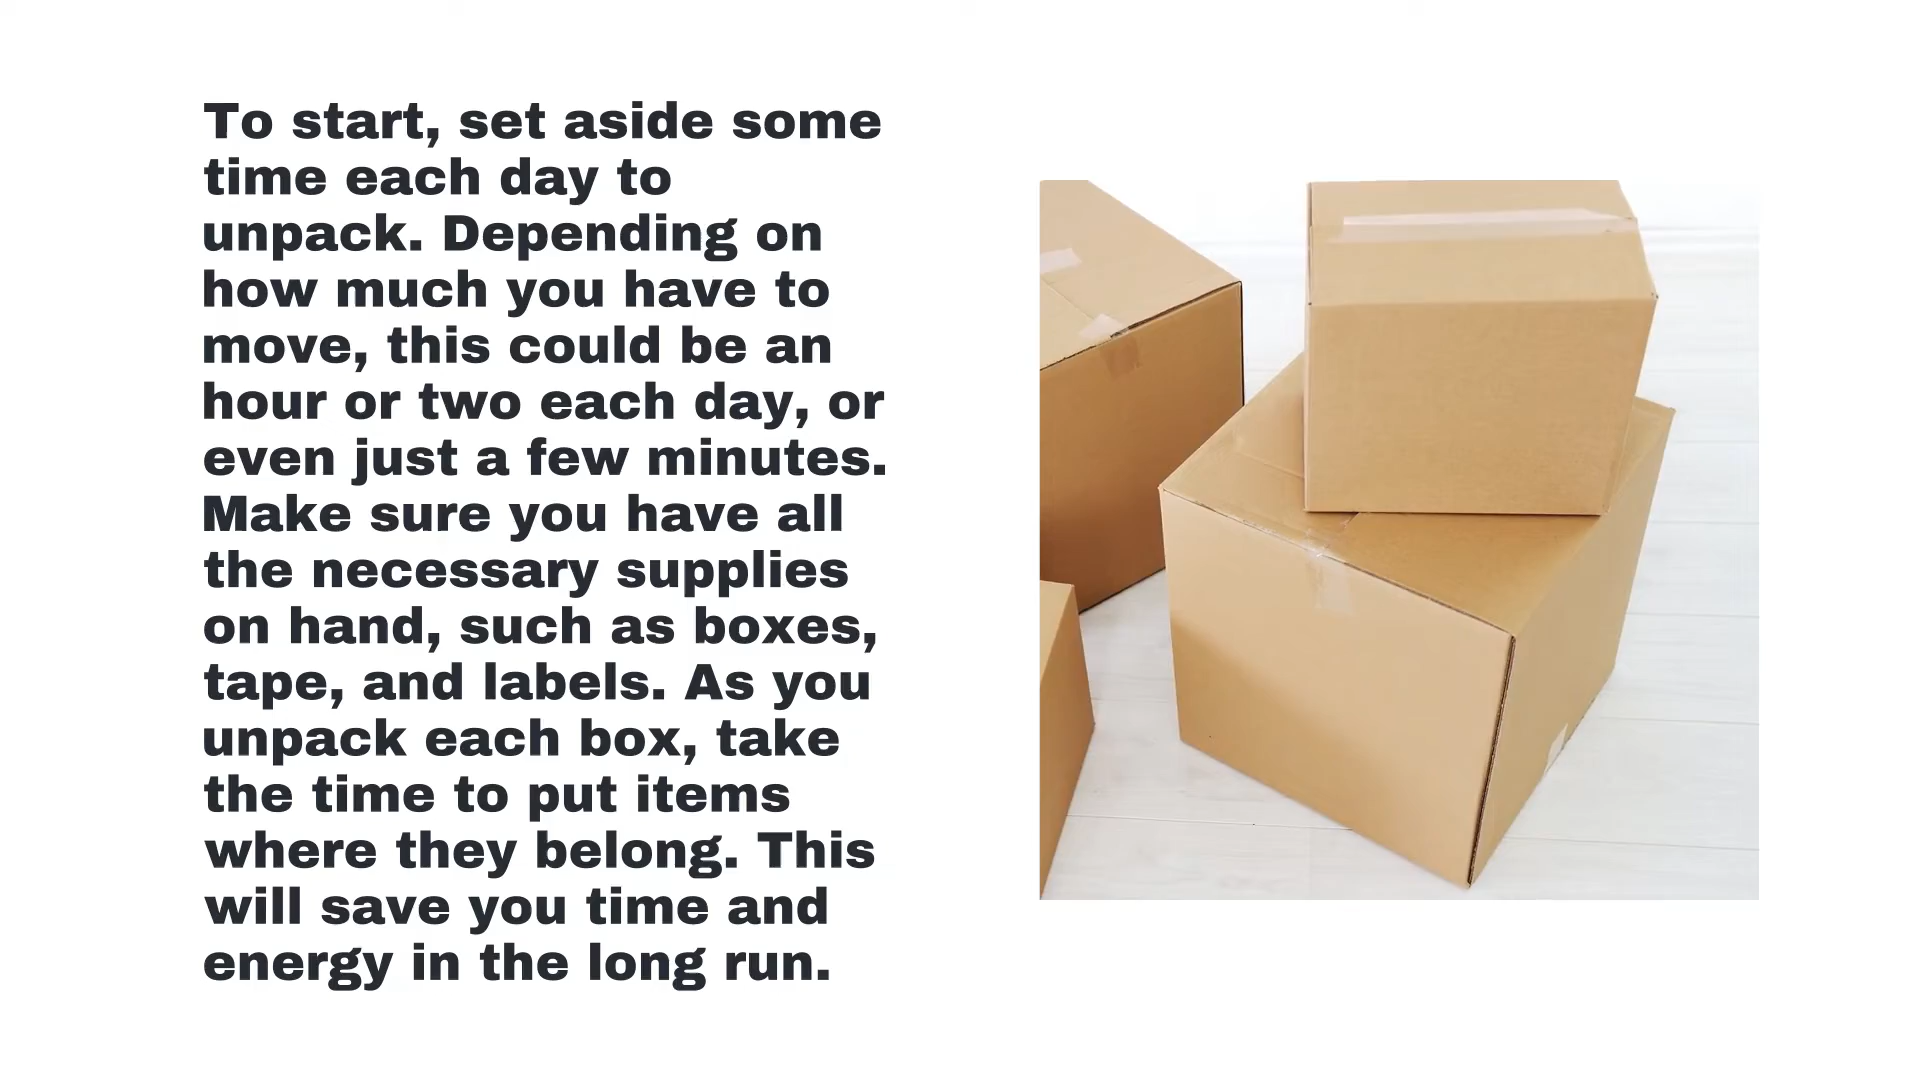 To start, set aside some
time each day to
unpack. Depending on
how much you have to
move, this could be an
hour or two each day, or
even just a few minutes.
Make sure you have all
the necessary supplies
on hand, such as boxes,
tape, and labels. As you
unpack each box, take
the time to put items
where they belong. This
will save you time and
energy in the long run.